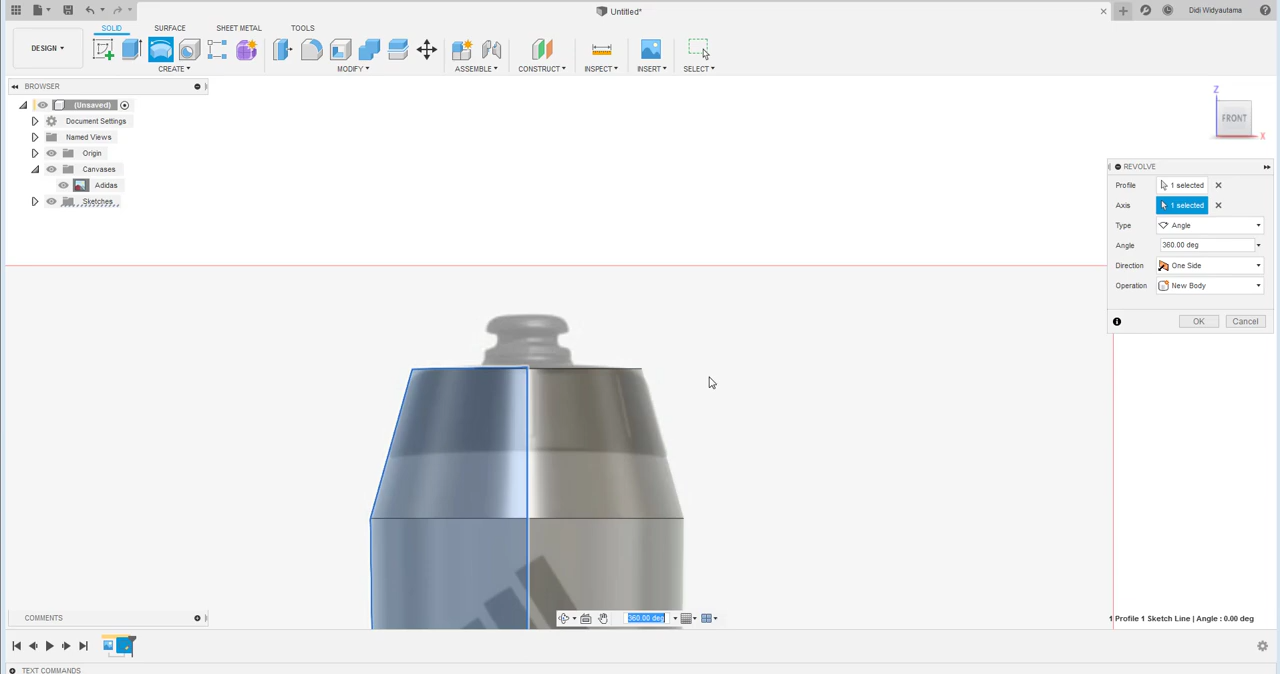 Untitled*
Didi Widyautama
DESIGN
SOLID
SURFACE
SHEET METAL
TOOLS
CREATE
MODIFY
ASSEMBLE
CONSTRUCT
INSPECT
INSERT
SELECT
BROWSER
(Unsaved)
Document Settings
Named Views
Origin
Canvases
Adidas
Sketches
Z
FRONT
X
REVOLVE
Profile
1 selected
Axis
1 selected
Type
Angle
Angle
360.00 deg
Direction
One Side
Operation
New Body
OK
Cancel
COMMENTS
360.00 deg
1 Profile 1 Sketch Line | Angle : 0.00 deg
TEXT COMMANDS